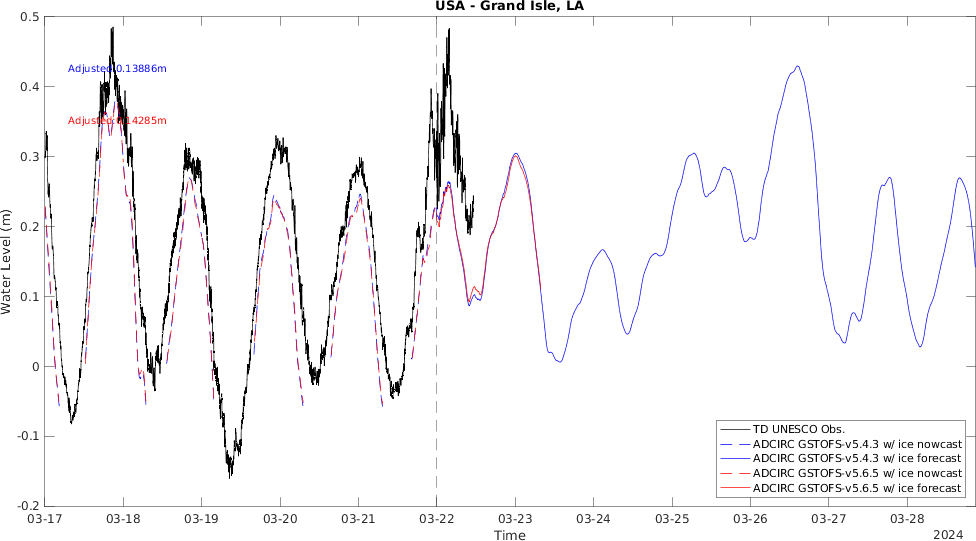 USA - Grand Isle, LA
0.5
0.4
0.3
0.2
0.1
0
-0.1
-0.2
Water Level (m)
Adjusted 0.13886m
Adjusted 0.14285m
TD UNESCO Obs.
ADCIRC GSTOFS-v5.4.3 w/ ice nowcast
ADCIRC GSTOFS-v5.4.3 w/ ice forecast
ADCIRC GSTOFS-v5.6.5 w/ ice nowcast
ADCIRC GSTOFS-v5.6.5 w/ ice forecast
03-17 03-18 03-19 03-20 03-21 03-22 03-23 03-24 03-25 03-26 03-27 03-28
Time
2024